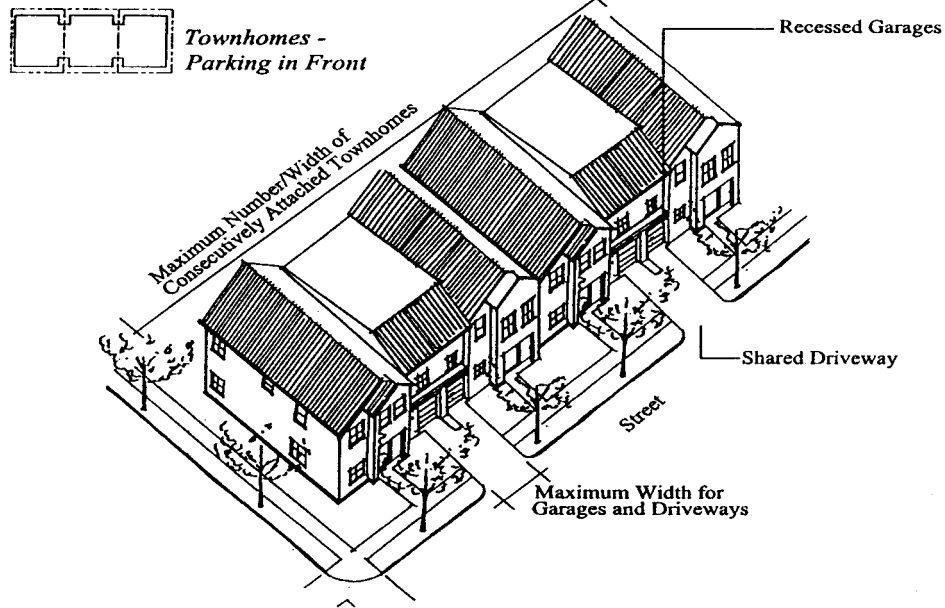 Townhomes -
Parking in Front
Recessed Garages
Maximum Number/Width of
Consecutively Attached Townhomes
Shared Driveway
Street
Maximum Width for
Garages and Driveways